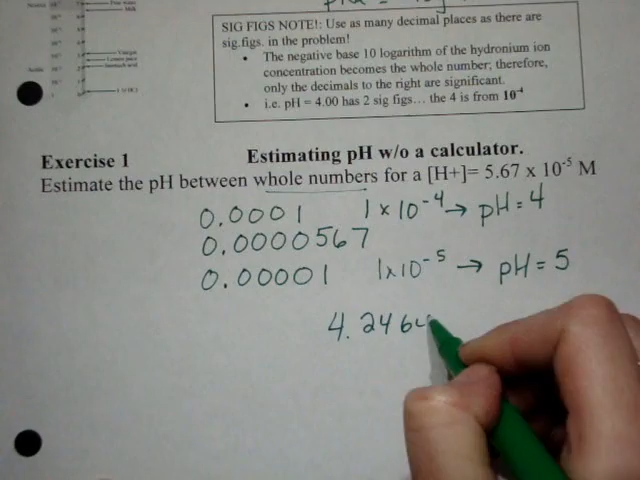 SIG FIGS NOTE!: Use as many decimal places as there are
sig.figs. in the problem!
• The negative base 10 logarithm of the hydronium ion
concentration becomes the whole number; therefore,
only the decimals to the right are significant.
• i.e. pH = 4.00 has 2 sig figs… the 4 is from 10⁻⁴
Exercise 1 Estimating pH w/o a calculator.
Estimate the pH between whole numbers for a [H+]= 5.67 x 10⁻⁵ M
0.0001 1 x 10⁻⁴ → pH = 4
0.0000567
0.00001 1x10⁻⁵ → pH = 5
4.246